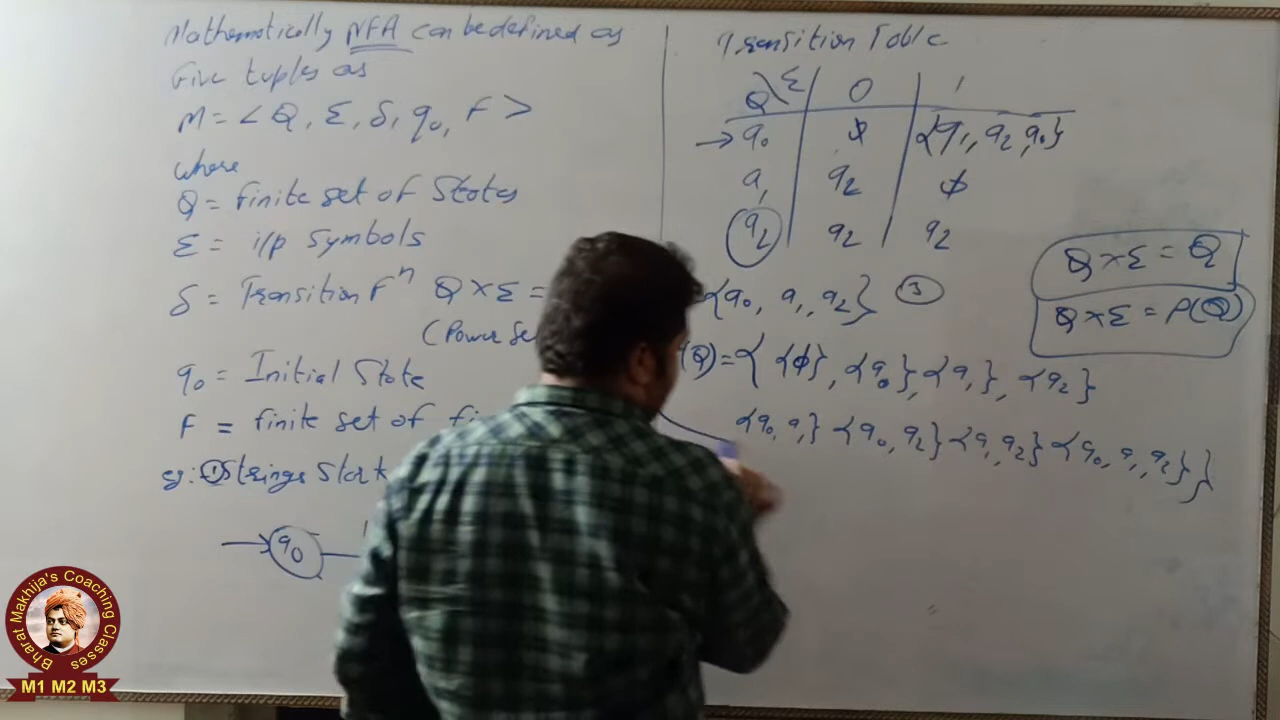 Mathematically NFA can be defined as
five tuples as
M = < Q, Σ, δ, q₀, F >
where
Q = finite set of States
Σ = i/p Symbols
δ = Transition Fⁿ Q × Σ =
(Power Se
q₀ = Initial State
F = finite set of fi
eg: ① Strings Start
q₀
Transition Table
Q \ Σ | 0 | 1
→ q₀ | ϕ | {q₁, q₂, q₀}
q₁ | q₂ | ϕ
q₂ | q₂ | q₂
{q₀, q₁, q₂} ③
(Q) = { {ϕ}, {q₀}, {q₁}, {q₂}
{q₀, q₁} {q₀, q₂} {q₁, q₂} {q₀, q₁, q₂} }
Q × Σ = Q
Q × Σ = P(Q)
Bharat Makhija's Coaching Classes
M1 M2 M3